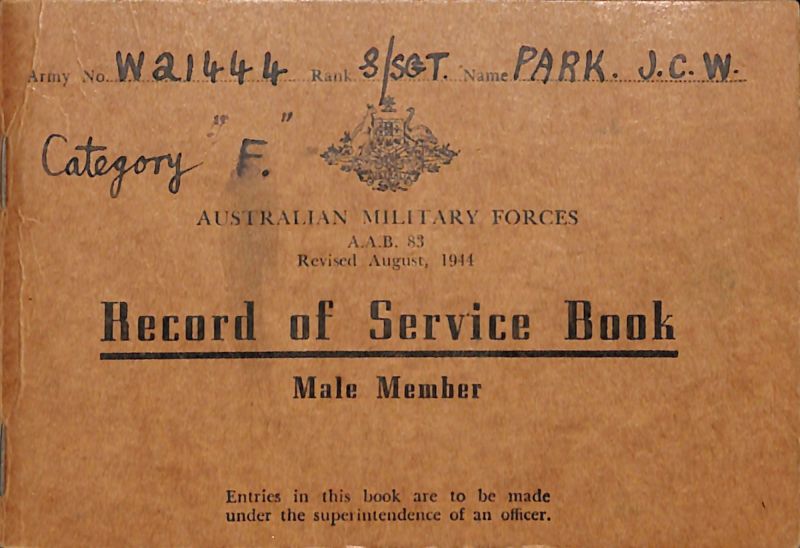 Army No. W21444 Rank S/SGT. Name PARK. J.C.W.
Category "F."
AUSTRALIAN MILITARY FORCES
A.A.B. 83
Revised August, 1944
Record of Service Book
Male Member
Entries in this book are to be made
under the superintendence of an officer.